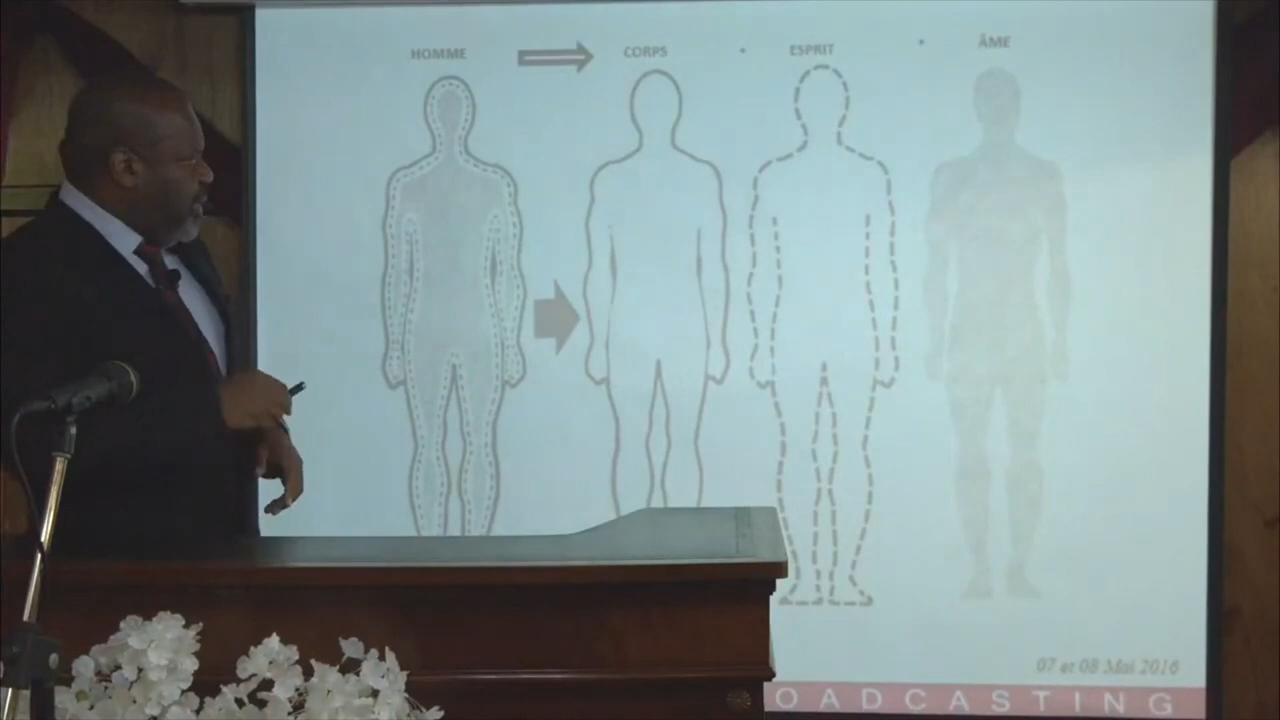 HOMME CORPS • ESPRIT • ÂME
07 et 08 Mai 2016
OADCASTING